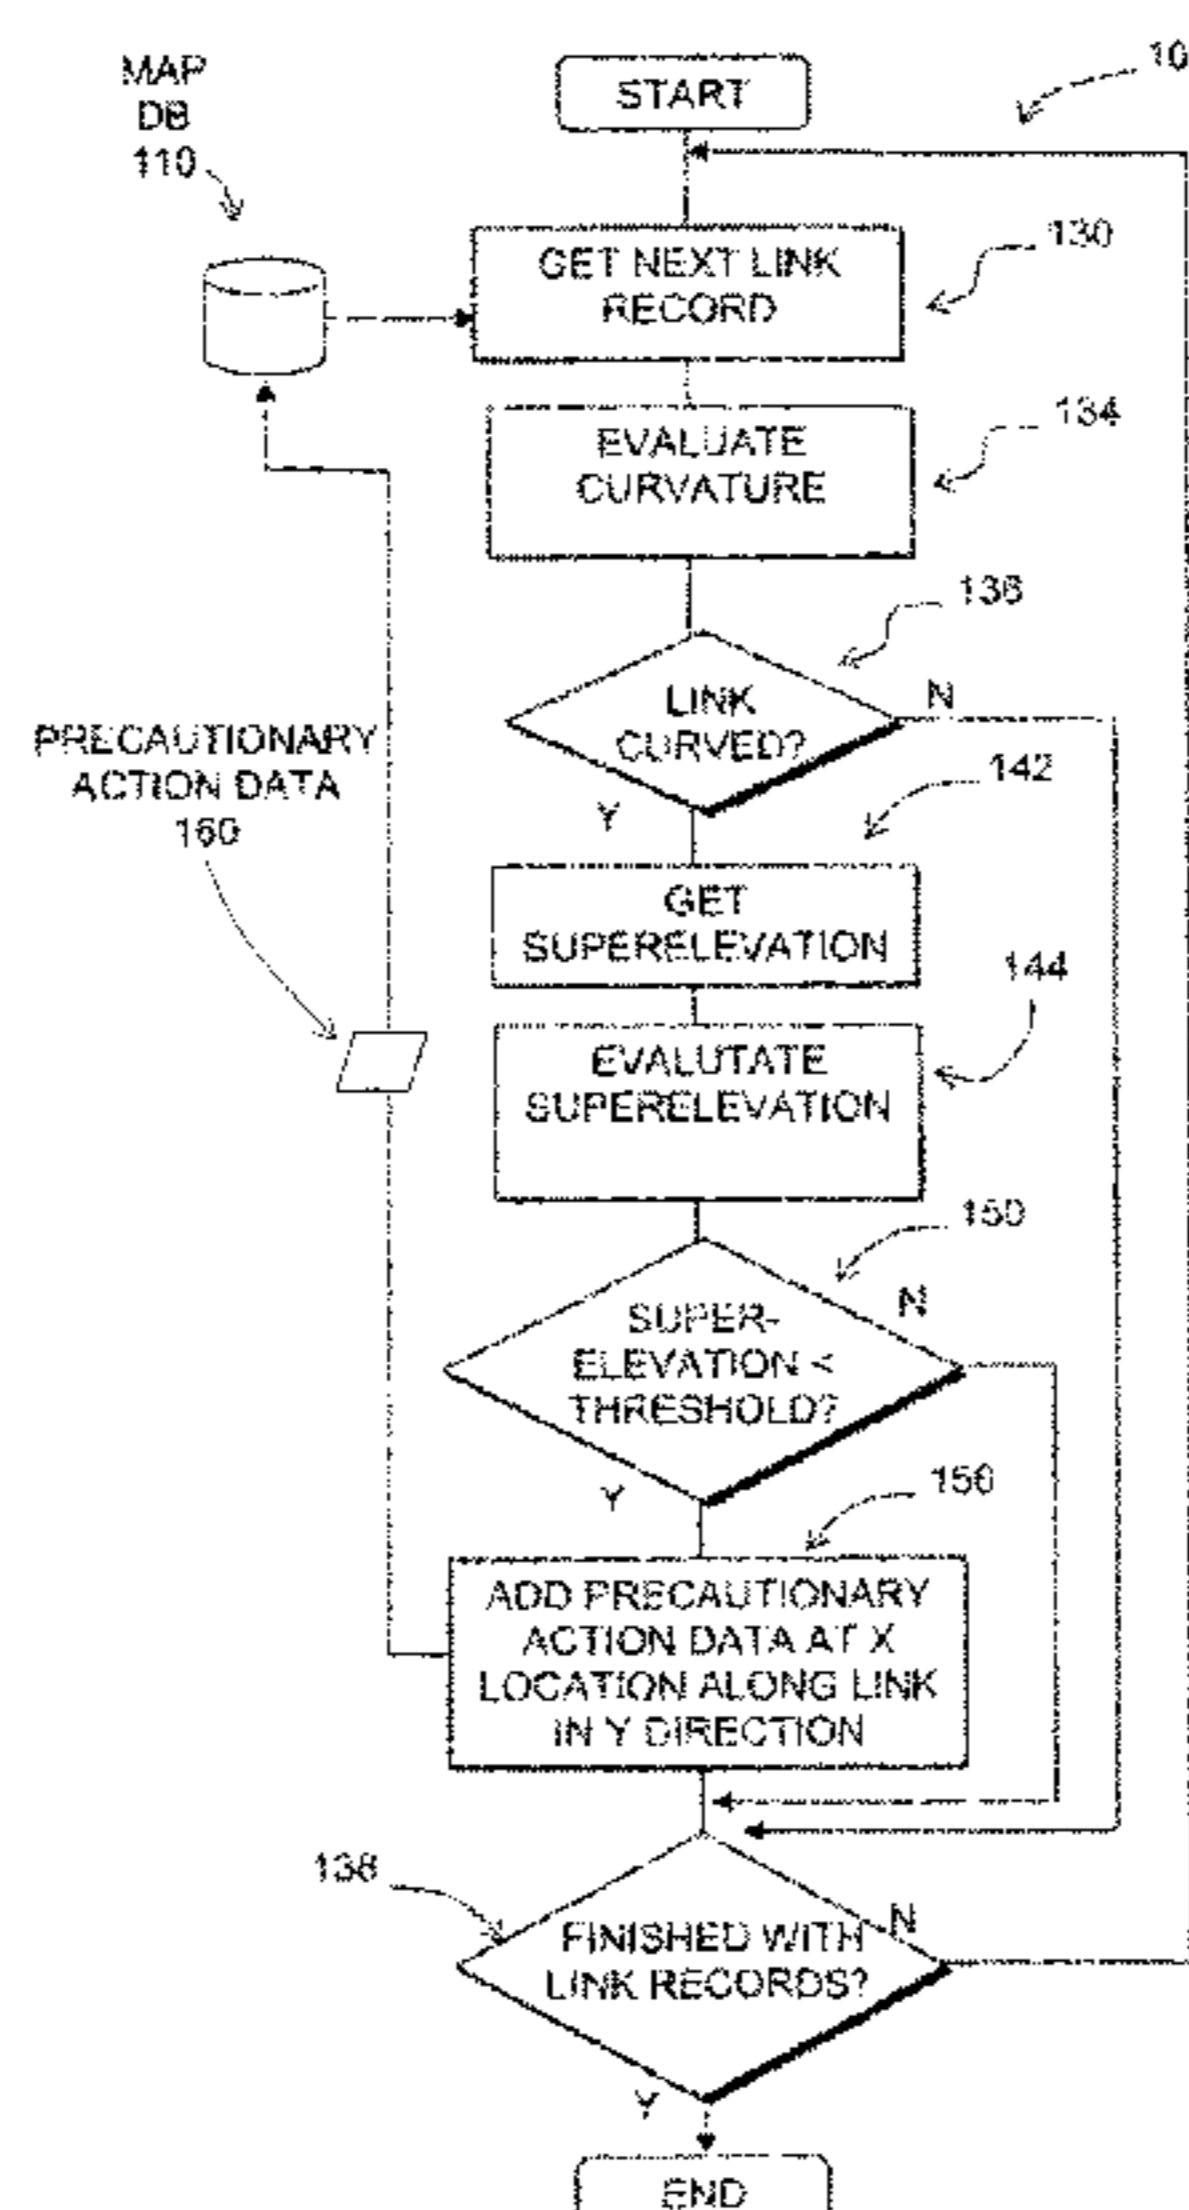 MAP
DB
110
START
10
GET NEXT LINK
RECORD
130
EVALUATE
CURVATURE
134
136
LINK
CURVED?
N
Y
142
PRECAUTIONARY
ACTION DATA
160
GET
SUPERELEVATION
144
EVALUTATE
SUPERELEVATION
150
SUPER-
ELEVATION <
THRESHOLD?
N
Y
156
ADD PRECAUTIONARY
ACTION DATA AT X
LOCATION ALONG LINK
IN Y DIRECTION
138
FINISHED WITH
LINK RECORDS?
N
Y
END